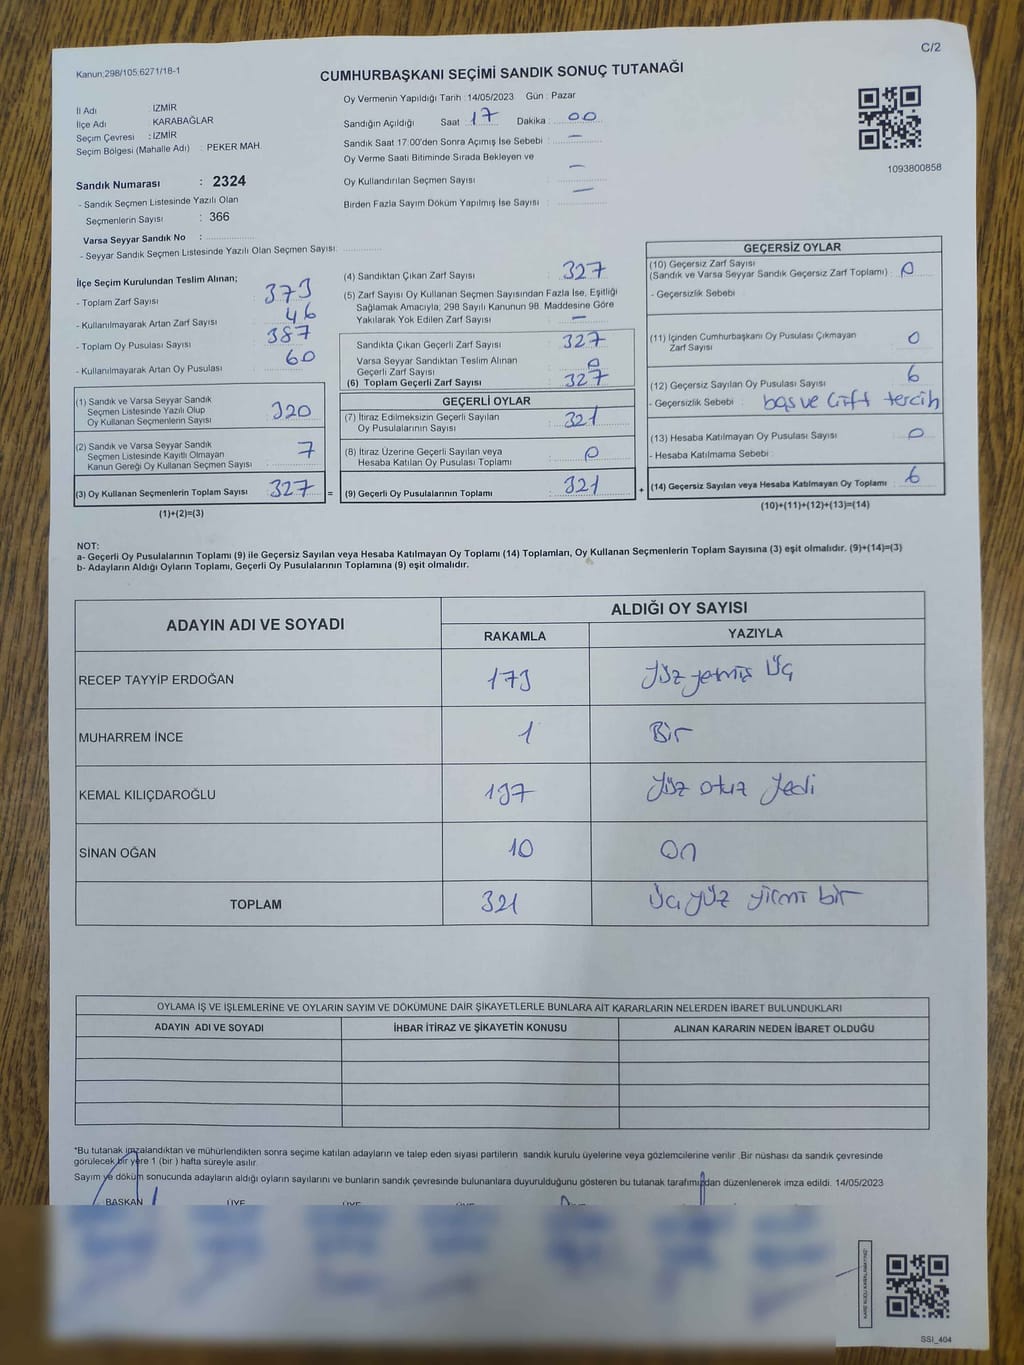 C/2
Kanun:298/105;6271/18-1
CUMHURBAŞKANI SEÇİMİ SANDIK SONUÇ TUTANAĞI
İl Adı : İZMİR
İlçe Adı : KARABAĞLAR
Seçim Çevresi : İZMİR
Seçim Bölgesi (Mahalle Adı) : PEKER MAH.
Sandık Numarası : 2324
- Sandık Seçmen Listesinde Yazılı Olan
Seçmenlerin Sayısı : 366
Varsa Seyyar Sandık No :
- Seyyar Sandık Seçmen Listesinde Yazılı Olan Seçmen Sayısı:
Oy Vermenin Yapıldığı Tarih :14/05/2023 Gün : Pazar
Sandığın Açıldığı Saat : 17 Dakika : 00
Sandık Saat 17:00'den Sonra Açımış İse Sebebi : —
Oy Verme Saati Bitiminde Sırada Bekleyen ve
Oy Kullandırılan Seçmen Sayısı : —
Birden Fazla Sayım Döküm Yapılmış İse Sayısı : —
1093800858
İlçe Seçim Kurulundan Teslim Alınan;
- Toplam Zarf Sayısı : 373
- Kullanılmayarak Artan Zarf Sayısı : 46
- Toplam Oy Pusulası Sayısı : 387
- Kullanılmayarak Artan Oy Pusulası : 60
(1) Sandık ve Varsa Seyyar Sandık
Seçmen Listesinde Yazılı Olup
Oy Kullanan Seçmenlerin Sayısı : 320
(2) Sandık ve Varsa Seyyar Sandık
Seçmen Listesinde Kayıtlı Olmayan
Kanun Gereği Oy Kullanan Seçmen Sayısı : 7
(3) Oy Kullanan Seçmenlerin Toplam Sayısı : 327 =
(1)+(2)=(3)
(4) Sandıktan Çıkan Zarf Sayısı : 327
(5) Zarf Sayısı Oy Kullanan Seçmen Sayısından Fazla İse, Eşitliği
Sağlamak Amacıyla, 298 Sayılı Kanunun 98. Maddesine Göre
Yakılarak Yok Edilen Zarf Sayısı : —
Sandıkta Çıkan Geçerli Zarf Sayısı : 327
Varsa Seyyar Sandıktan Teslim Alınan
Geçerli Zarf Sayısı : 0
(6) Toplam Geçerli Zarf Sayısı : 327
GEÇERLİ OYLAR
(7) İtiraz Edilmeksizin Geçerli Sayılan
Oy Pusulalarının Sayısı : 321
(8) İtiraz Üzerine Geçerli Sayılan veya
Hesaba Katılan Oy Pusulası Toplamı : 0
(9) Geçerli Oy Pusulalarının Toplamı : 321 +
GEÇERSİZ OYLAR
(10) Geçersiz Zarf Sayısı
(Sandık ve Varsa Seyyar Sandık Geçersiz Zarf Toplamı) : 0
- Geçersizlik Sebebi :
(11) İçinden Cumhurbaşkanı Oy Pusulası Çıkmayan
Zarf Sayısı : 0
(12) Geçersiz Sayılan Oy Pusulası Sayısı : 6
- Geçersizlik Sebebi : boş ve çift tercih
(13) Hesaba Katılmayan Oy Pusulası Sayısı : 0
- Hesaba Katılmama Sebebi :
(14) Geçersiz Sayılan veya Hesaba Katılmayan Oy Toplamı : 6
(10)+(11)+(12)+(13)=(14)
NOT:
a- Geçerli Oy Pusulalarının Toplamı (9) ile Geçersiz Sayılan veya Hesaba Katılmayan Oy Toplamı (14) Toplamları, Oy Kullanan Seçmenlerin Toplam Sayısına (3) eşit olmalıdır. (9)+(14)=(3)
b- Adayların Aldığı Oyların Toplamı, Geçerli Oy Pusulalarının Toplamına (9) eşit olmalıdır.
ADAYIN ADI VE SOYADI ALDIĞI OY SAYISI
RAKAMLA YAZIYLA
RECEP TAYYİP ERDOĞAN 173 Yüz yetmiş Üç
MUHARREM İNCE 1 Bir
KEMAL KILIÇDAROĞLU 137 Yüz otuz Yedi
SİNAN OĞAN 10 On
TOPLAM 321 Üçyüz yirmi bir
OYLAMA İŞ VE İŞLEMLERİNE VE OYLARIN SAYIM VE DÖKÜMÜNE DAİR ŞİKAYETLERLE BUNLARA AİT KARARLARIN NELERDEN İBARET BULUNDUKLARI
ADAYIN ADI VE SOYADI İHBAR İTİRAZ VE ŞİKAYETİN KONUSU ALINAN KARARIN NEDEN İBARET OLDUĞU
*Bu tutanak imzalandıktan ve mühürlendikten sonra seçime katılan adayların ve talep eden siyasi partilerin sandık kurulu üyelerine veya gözlemcilerine verilir .Bir nüshası da sandık çevresinde
görülecek bir yere 1 (bir ) hafta süreyle asılır.
Sayım ve döküm sonucunda adayların aldığı oyların sayılarını ve bunların sandık çevresinde bulunanlara duyurulduğunu gösteren bu tutanak tarafımızdan düzenlenerek imza edildi. 14/05/2023
BAŞKAN ÜYE ÜYE ÜYE
SSI_404